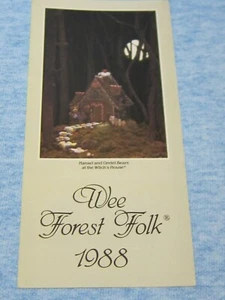 Hansel and Gretel Bears
at the Witch's House
Wee
Forest Folk®
1988